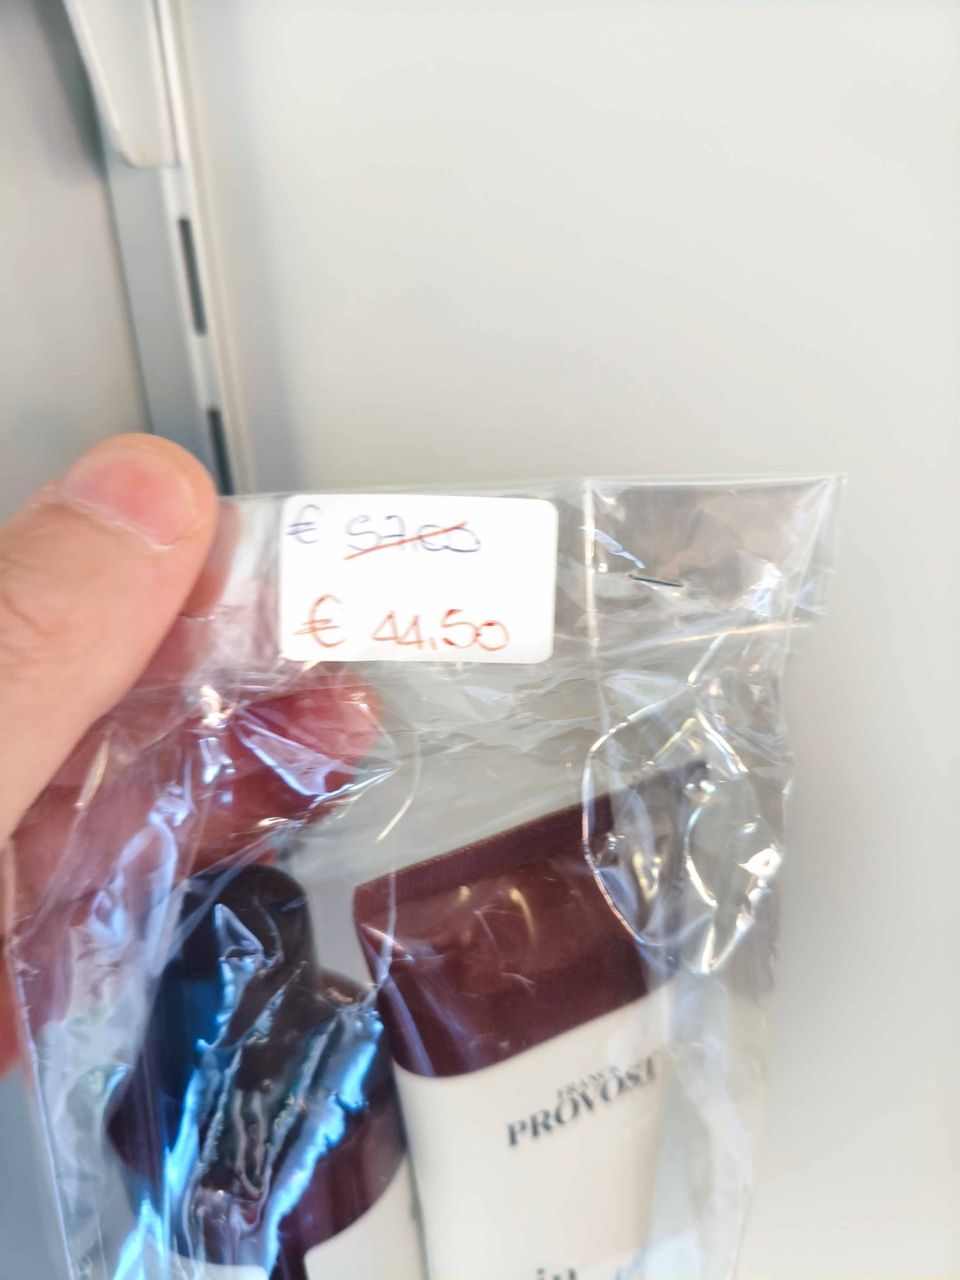 € 57.00
€ 44.50
FRANCK
PROVOST